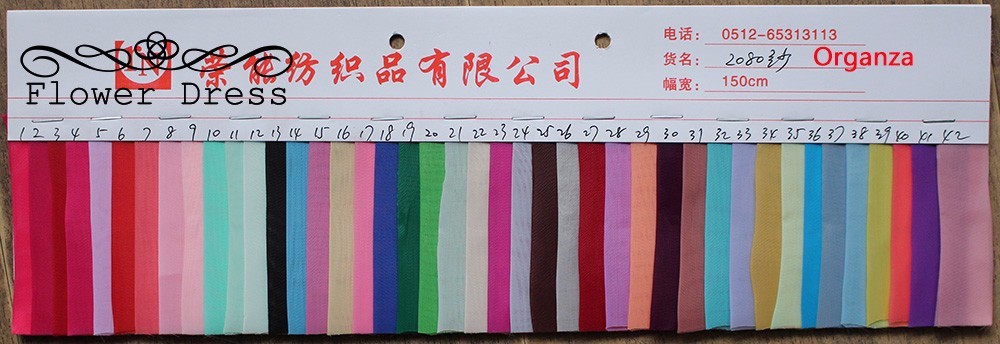 电话: 0512-65313113
荣能纺织品有限公司
货名: 2080纱 Organza
Flower Dress
幅宽: 150cm
1 2 3 4 5 6 7 8 9 10 11 12 13 14 15 16 17 18 19 20 21 22 23 24 25 26 27 28 29 30 31 32 33 34 35 36 37 38 39 40 41 42